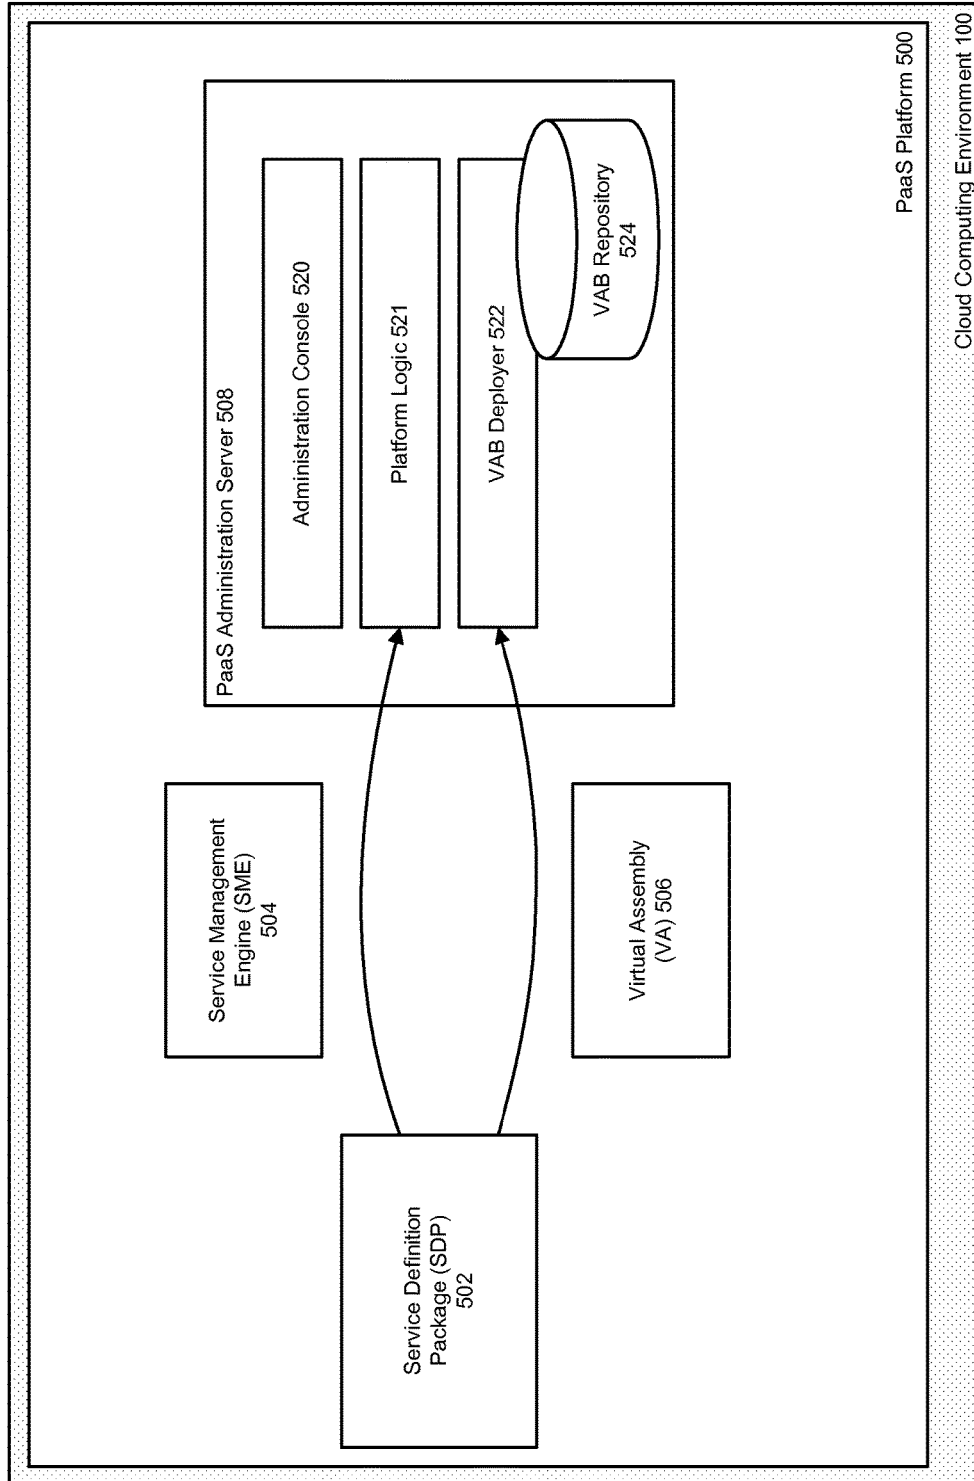 PaaS Administration Server 508
Administration Console 520
Platform Logic 521
VAB Deployer 522
VAB Repository
524
Service Management
Engine (SME)
504
Service Definition
Package (SDP)
502
Virtual Assembly
(VA) 506
PaaS Platform 500
Cloud Computing Environment 100